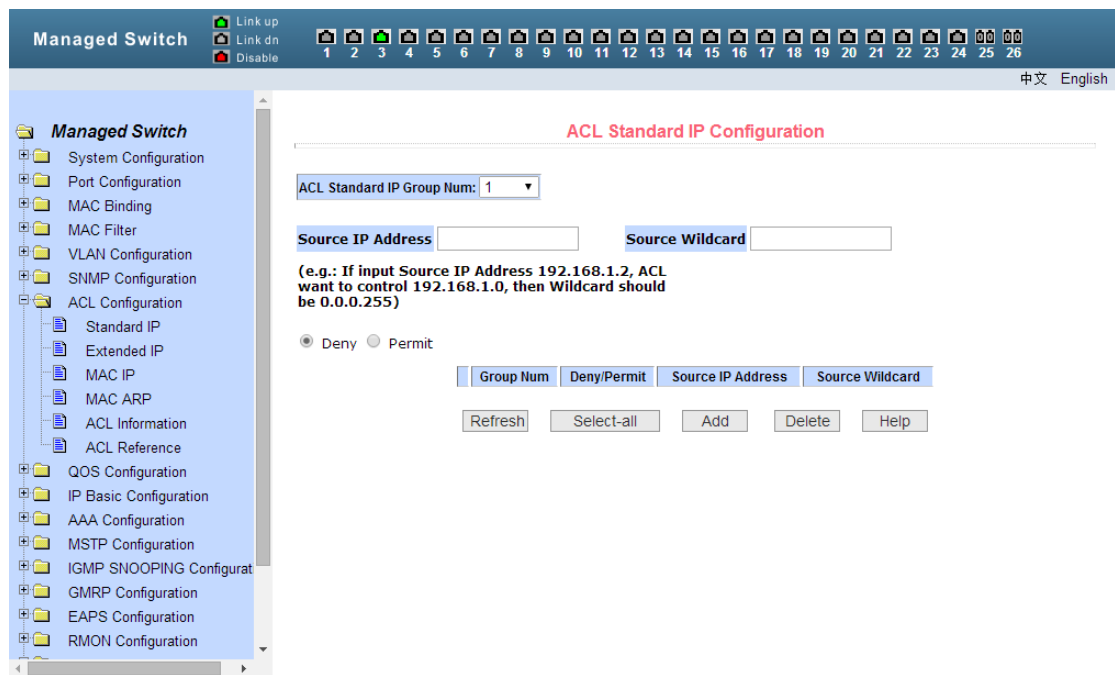 Managed Switch
Link up
Link dn
Disable
1 2 3 4 5 6 7 8 9 10 11 12 13 14 15 16 17 18 19 20 21 22 23 24 25 26
中文 English
Managed Switch
System Configuration
Port Configuration
MAC Binding
MAC Filter
VLAN Configuration
SNMP Configuration
ACL Configuration
Standard IP
Extended IP
MAC IP
MAC ARP
ACL Information
ACL Reference
QOS Configuration
IP Basic Configuration
AAA Configuration
MSTP Configuration
IGMP SNOOPING Configurat
GMRP Configuration
EAPS Configuration
RMON Configuration
ACL Standard IP Configuration
ACL Standard IP Group Num: 1
Source IP Address Source Wildcard
(e.g.: If input Source IP Address 192.168.1.2, ACL
want to control 192.168.1.0, then Wildcard should
be 0.0.0.255)
Deny Permit
Group Num Deny/Permit Source IP Address Source Wildcard
Refresh Select-all Add Delete Help